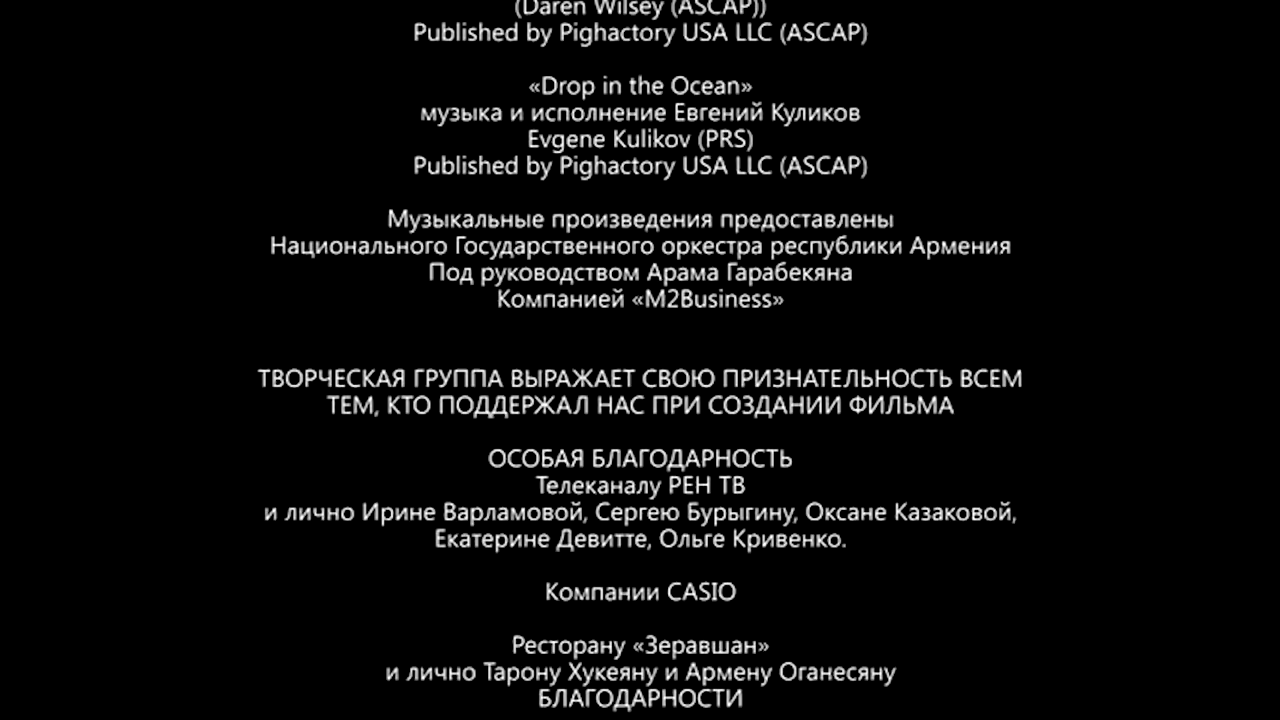 (Daren Wilsey (ASCAP))
Published by Pighactory USA LLC (ASCAP)
«Drop in the Ocean»
музыка и исполнение Евгений Куликов
Evgene Kulikov (PRS)
Published by Pighactory USA LLC (ASCAP)
Музыкальные произведения предоставлены
Национального Государственного оркестра республики Армения
Под руководством Арама Гарабекяна
Компанией «M2Business»
ТВОРЧЕСКАЯ ГРУППА ВЫРАЖАЕТ СВОЮ ПРИЗНАТЕЛЬНОСТЬ ВСЕМ
ТЕМ, КТО ПОДДЕРЖАЛ НАС ПРИ СОЗДАНИИ ФИЛЬМА
ОСОБАЯ БЛАГОДАРНОСТЬ
Телеканалу РЕН ТВ
и лично Ирине Варламовой, Сергею Бурыгину, Оксане Казаковой,
Екатерине Девитте, Ольге Кривенко.
Компании CASIO
Ресторану «Зеравшан»
и лично Тарону Хукеяну и Армену Оганесяну
БЛАГОДАРНОСТИ